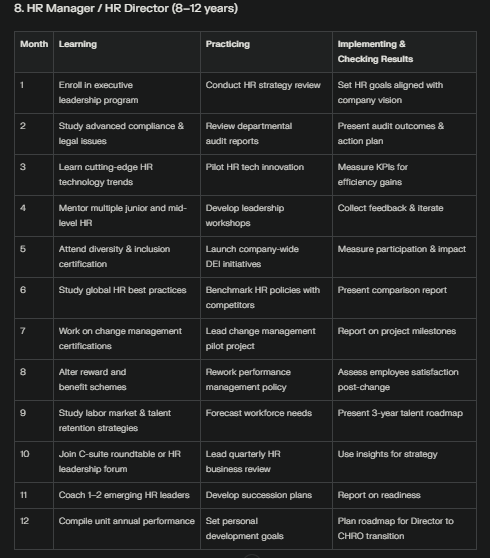 8. HR Manager / HR Director (8–12 years)
Month Learning Practicing Implementing &
Checking Results
1 Enroll in executive Conduct HR strategy review Set HR goals aligned with
leadership program company vision
2 Study advanced compliance & Review departmental Present audit outcomes &
legal issues audit reports action plan
3 Learn cutting-edge HR Pilot HR tech innovation Measure KPIs for
technology trends efficiency gains
4 Mentor multiple junior and mid- Develop leadership Collect feedback & iterate
level HR workshops
5 Attend diversity & inclusion Launch company-wide Measure participation & impact
certification DEI initiatives
6 Study global HR best practices Benchmark HR policies with Present comparison report
competitors
7 Work on change management Lead change management Report on project milestones
certifications pilot project
8 Alter reward and Rework performance Assess employee satisfaction
benefit schemes management policy post-change
9 Study labor market & talent Forecast workforce needs Present 3-year talent roadmap
retention strategies
10 Join C-suite roundtable or HR Lead quarterly HR Use insights for strategy
leadership forum business review
11 Coach 1–2 emerging HR leaders Develop succession plans Report on readiness
12 Compile unit annual performance Set personal Plan roadmap for Director to
development goals CHRO transition